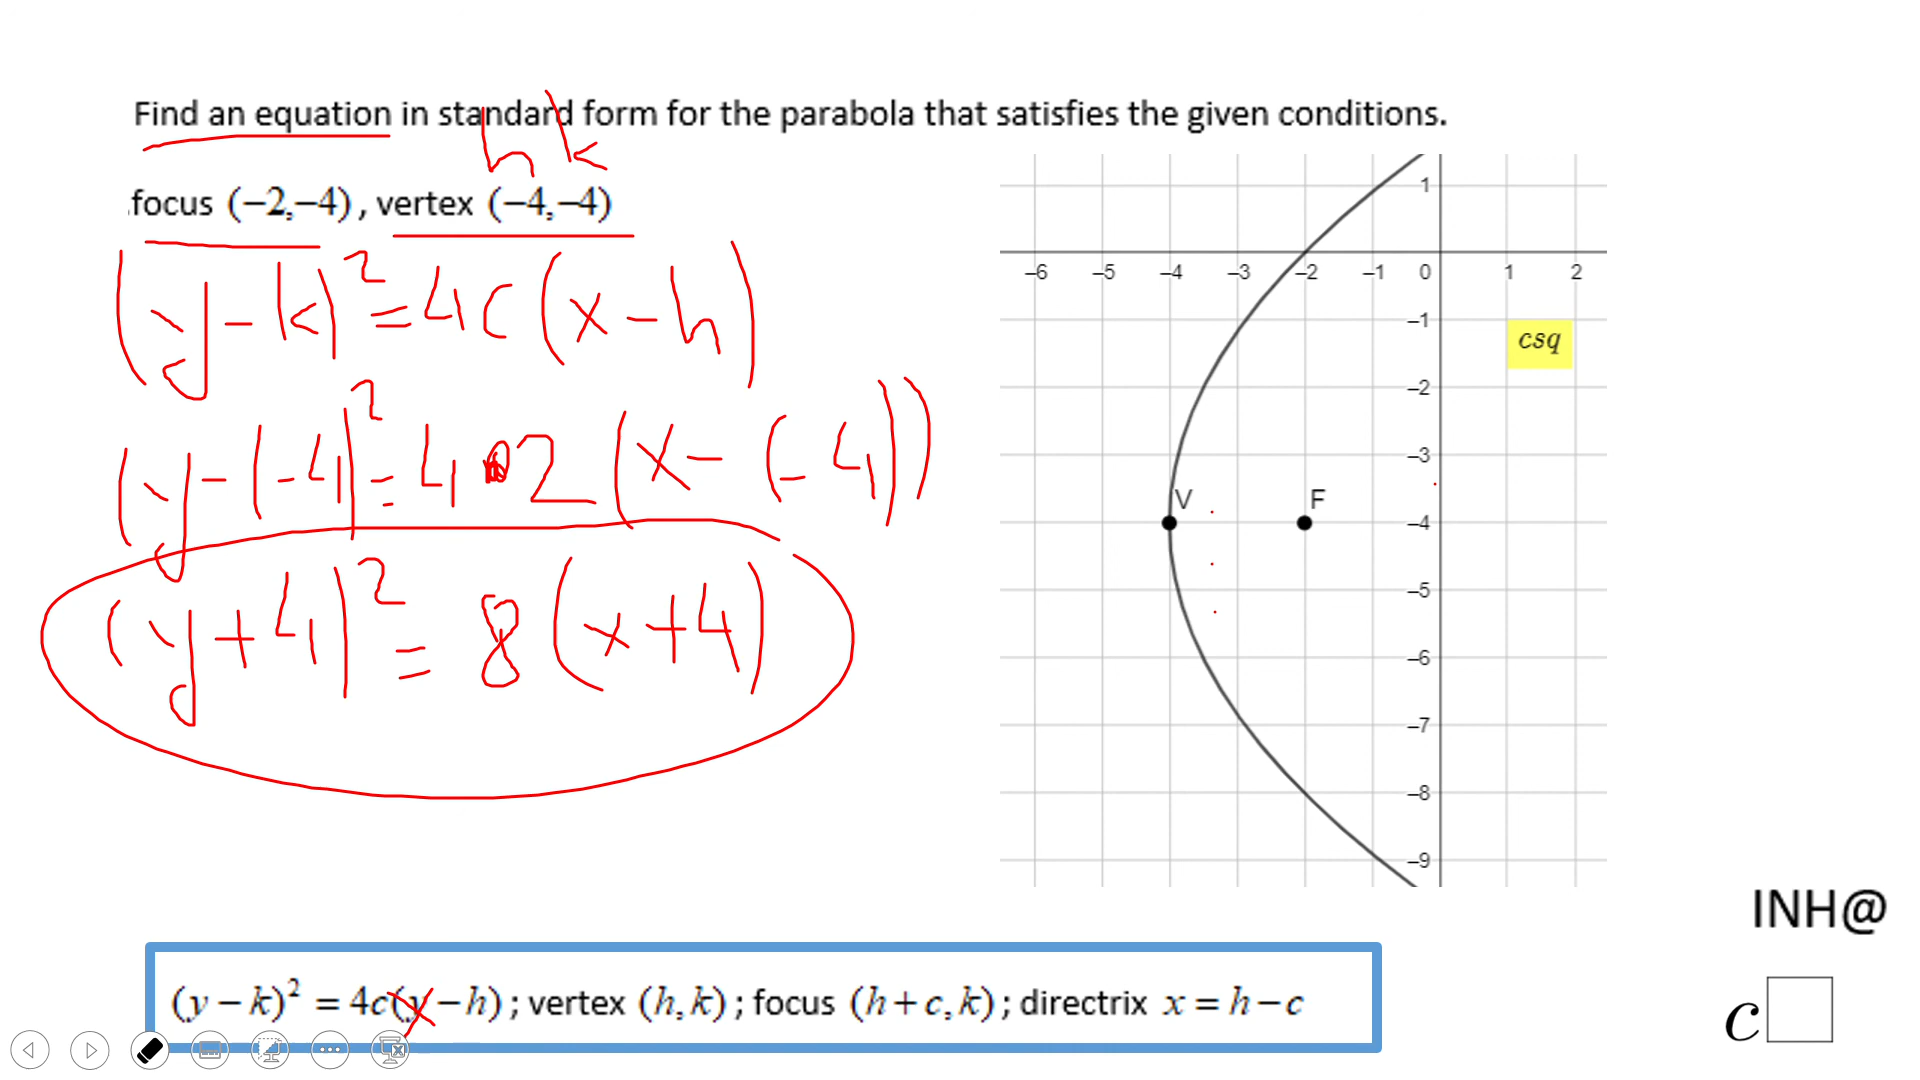 Find an equation in standard form for the parabola that satisfies the given conditions.
h k
focus (−2,−4), vertex (−4,−4)
(y-k)² = 4c(x-h)
(y-(-4))² = 4·2(x-(-4))
(y+4)² = 8(x+4)
1
−6 −5 −4 −3 −2 −1 0 1 2
−1
csq
−2
−3
V F
−4
−5
−6
−7
−8
−9
INH@
(y − k)² = 4c(x − h); vertex (h, k); focus (h + c, k); directrix x = h − c
c